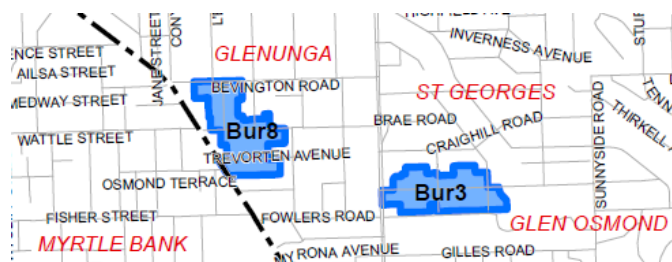 INVERNESS AVENUE
GLENUNGA
AILSA STREET
JANE STREET
BEVINGTON ROAD
ST GEORGES
MEDWAY STREET
BRAE ROAD
CRAIGHILL ROAD
THIRKELL
WATTLE STREET
Bur8
TREVORTEN AVENUE
SUNNYSIDE ROAD
OSMOND TERRACE
Bur3
FISHER STREET
FOWLERS ROAD
GLEN OSMOND
MYRTLE BANK
RONA AVENUE
GILLES ROAD